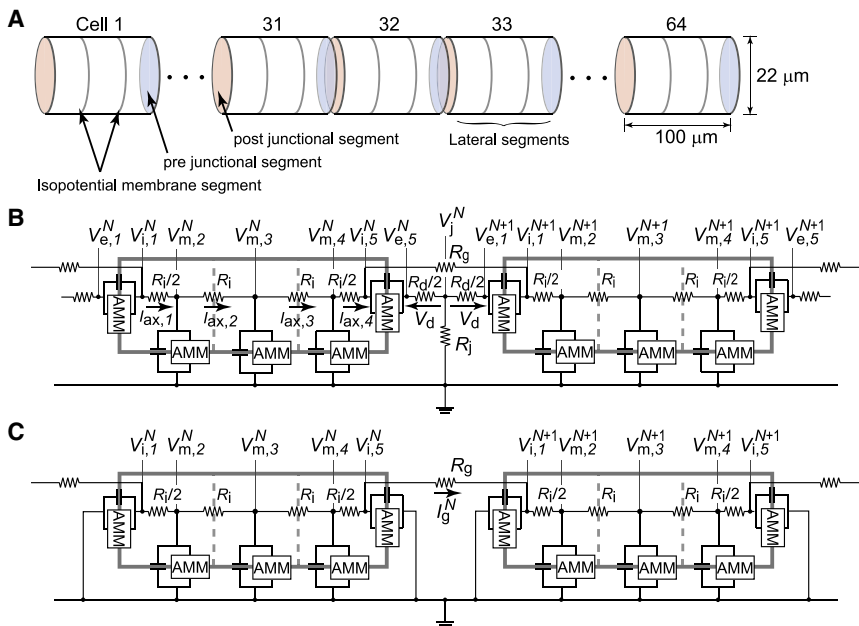 A
Cell 1 31 32 33 64
22 μm
100 μm
post junctional segment
Lateral segments
pre junctional segment
Isopotential membrane segment
B
V_e,1^N V_i,1^N V_m,2^N V_m,3^N V_m,4^N V_i,5^N V_e,5^N V_j^N V_e,1^N+1 V_i,1^N+1 V_m,2^N+1 V_m,3^N+1 V_m,4^N+1 V_i,5^N+1 V_e,5^N+1
R_g
R_i/2 R_i R_i R_i/2 R_d/2 R_d/2 R_i/2 R_i R_i R_i/2
AMM AMM AMM AMM
I_ax,1 I_ax,2 I_ax,3 I_ax,4 V_d V_d
R_j
AMM AMM AMM AMM AMM AMM
C
V_i,1^N V_m,2^N V_m,3^N V_m,4^N V_i,5^N V_i,1^N+1 V_m,2^N+1 V_m,3^N+1 V_m,4^N+1 V_i,5^N+1
R_g
I_g^N
R_i/2 R_i R_i R_i/2 R_i/2 R_i R_i R_i/2
AMM AMM AMM AMM
AMM AMM AMM AMM AMM AMM